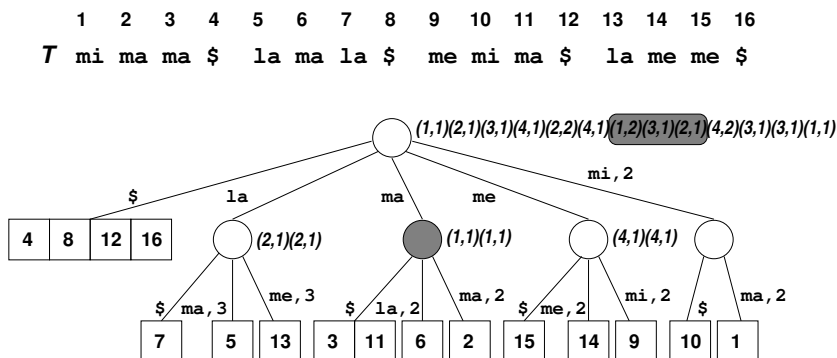 1 2 3 4 5 6 7 8 9 10 11 12 13 14 15 16
T mi ma ma $ la ma la $ me mi ma $ la me me $
(1,1)(2,1)(3,1)(4,1)(2,2)(4,1)(1,2)(3,1)(2,1)(4,2)(3,1)(3,1)(1,1)
$ la ma me mi,2
4 8 12 16 (2,1)(2,1) (1,1)(1,1) (4,1)(4,1)
$ ma,3 me,3 $ la,2 ma,2 $ me,2 mi,2 $ ma,2
7 5 13 3 11 6 2 15 14 9 10 1